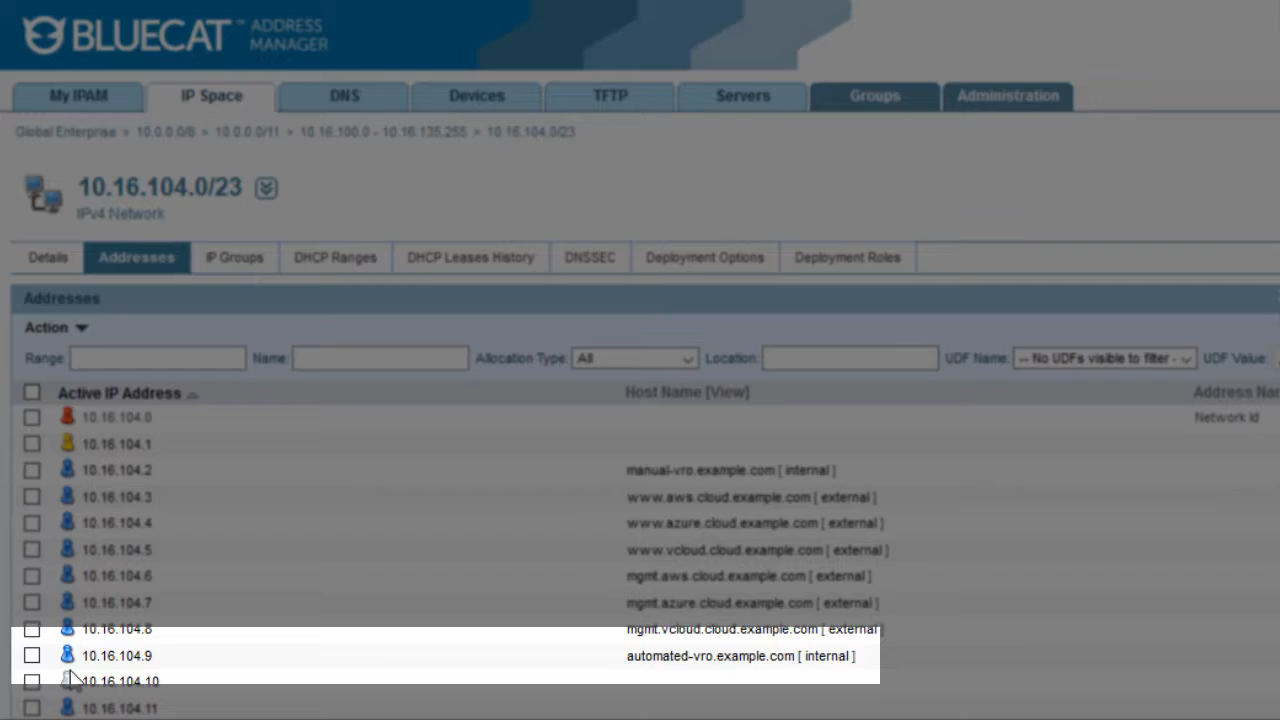 BLUECAT™ ADDRESS MANAGER
My IPAM IP Space DNS Devices TFTP Servers Groups Administration
Global Enterprise > 10.0.0.0/8 > 10.0.0.0/11 > 10.16.100.0 - 10.16.135.255 > 10.16.104.0/23
10.16.104.0/23
IPv4 Network
Details Addresses IP Groups DHCP Ranges DHCP Leases History DNSSEC Deployment Options Deployment Roles
Addresses
Action
Range: Name: Allocation Type: All Location: UDF Name: -- No UDFs visible to filter - UDF Value:
Active IP Address Host Name [View] Address Na
10.16.104.0 Network Id
10.16.104.1
10.16.104.2 manual-vro.example.com [ internal ]
10.16.104.3 www.aws.cloud.example.com [ external ]
10.16.104.4 www.azure.cloud.example.com [ external ]
10.16.104.5 www.vcloud.cloud.example.com [ external ]
10.16.104.6 mgmt.aws.cloud.example.com [ external ]
10.16.104.7 mgmt.azure.cloud.example.com [ external ]
10.16.104.8 mgmt.vcloud.cloud.example.com [ external ]
10.16.104.9 automated-vro.example.com [ internal ]
10.16.104.10
10.16.104.11